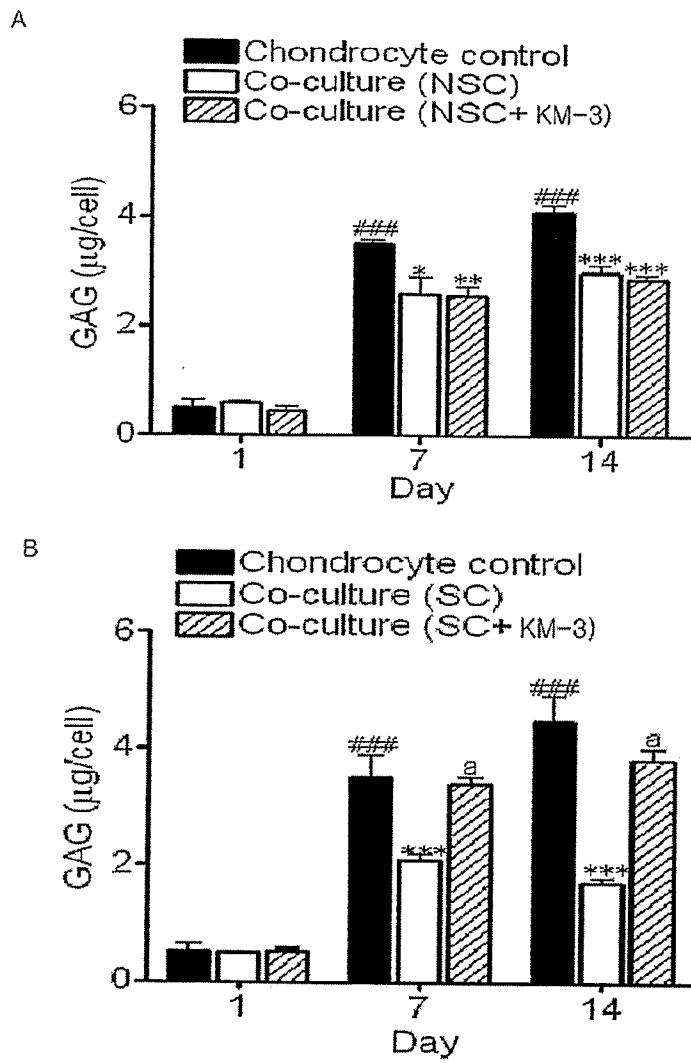 A
Chondrocyte control
Co-culture (NSC)
Co-culture (NSC+ KM-3)
6
4
2
0
GAG (µg/cell)
###
*
**
###
***
***
1
7
14
Day
B
Chondrocyte control
Co-culture (SC)
Co-culture (SC+ KM-3)
6
4
2
0
GAG (µg/cell)
###
***
a
###
***
a
1
7
14
Day